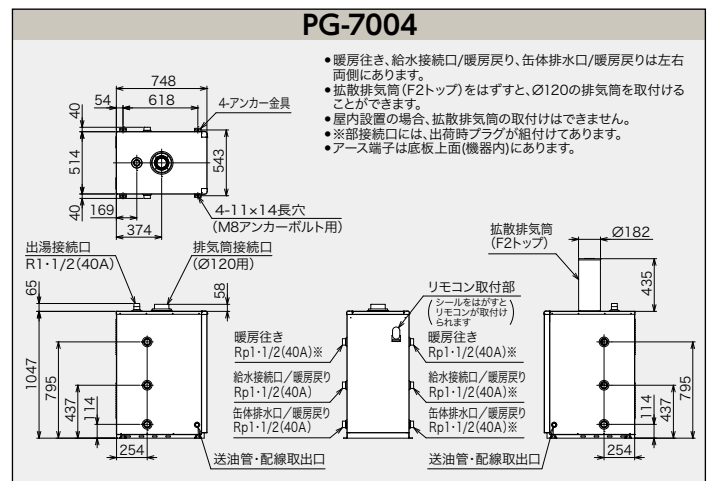 PG-7004
•暖房往き、給水接続口/暖房戻り、缶体排水口/暖房戻りは左右
両側にあります。
•拡散排気筒(F2トップ)をはずすと、Ø120の排気筒を取付ける
ことができます。
•屋内設置の場合、拡散排気筒の取付けはできません。
•※部接続口には、出荷時プラグが組付けてあります。
•アース端子は底板上面(機器内)にあります。
748
54
618
4-アンカー金具
40
514
543
40
169
374
4-11×14長穴
(M8アンカーボルト用)
出湯接続口
R1・1/2(40A)
排気筒接続口
(Ø120用)
65
58
1047
795
437
114
254
送油管・配線取出口
暖房往き
Rp1・1/2(40A)※
給水接続口/暖房戻り
Rp1・1/2(40A)
缶体排水口/暖房戻り
Rp1・1/2(40A)
リモコン取付部
(シールをはがすと
リモコンが取付け
られます)
暖房往き
Rp1・1/2(40A)※
給水接続口/暖房戻り
Rp1・1/2(40A)※
缶体排水口/暖房戻り
Rp1・1/2(40A)※
拡散排気筒
(F2トップ)
Ø182
435
795
437
114
254
送油管・配線取出口